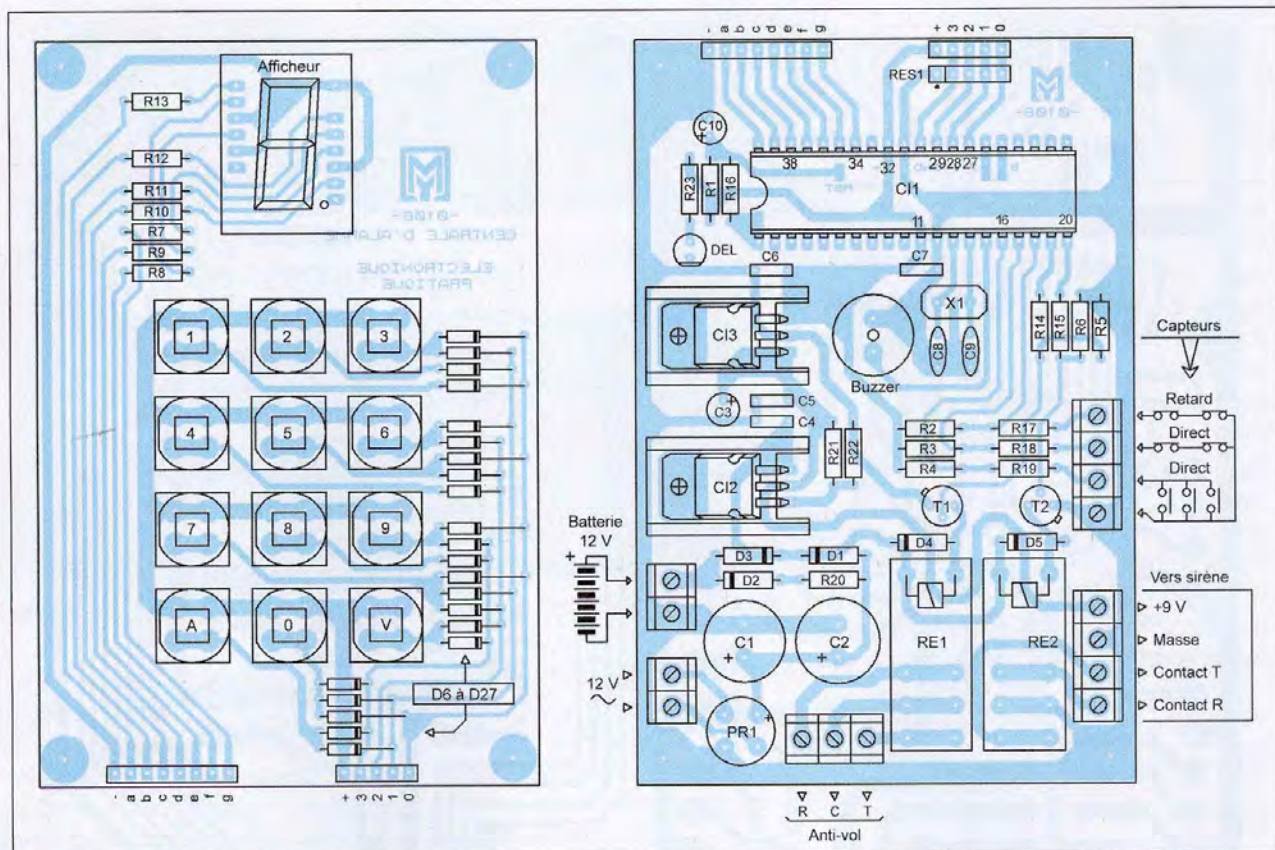 Afficheur
R13
R12
R11
R10
R7
R9
R8
-0106-
CENTRALE D'ALARME
ELECTRONIQUE
PRATIQUE
1
2
3
4
5
6
7
8
9
A
0
V
D6 à D27
-
a
b
c
d
e
f
g
+
3
2
1
0
-
a
b
c
d
e
f
g
+
3
2
1
0
RES1
-0106-
C10
+
R23
R1
R16
38
34
32
29
28
27
CI1
11
16
20
DEL
C6
C7
X1
CI3
Buzzer
C8
C9
R14
R15
R6
R5
Capteurs
C3
+
C5
C4
Retard
Direct
Direct
R21
R22
R2
R3
R4
R17
R18
R19
CI2
T1
T2
Batterie
12 V
+
D3
D1
D2
R20
D4
D5
RE1
RE2
C1
+
C2
+
12 V
~
PR1
+
Vers sirène
+9 V
Masse
Contact T
Contact R
R
C
T
Anti-vol